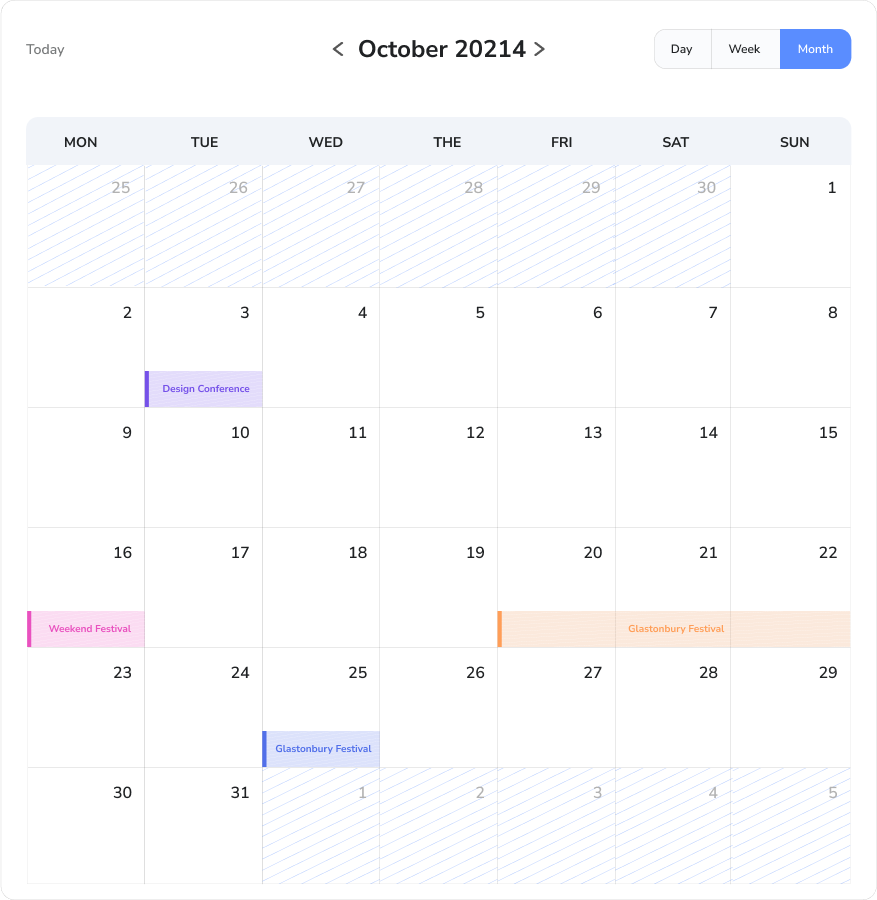 Today < October 20214 > Day Week Month
MON TUE WED THE FRI SAT SUN
25 26 27 28 29 30 1
2 3 4 5 6 7 8
Design Conference
9 10 11 12 13 14 15
16 17 18 19 20 21 22
Weekend Festival Glastonbury Festival
23 24 25 26 27 28 29
Glastonbury Festival
30 31 1 2 3 4 5